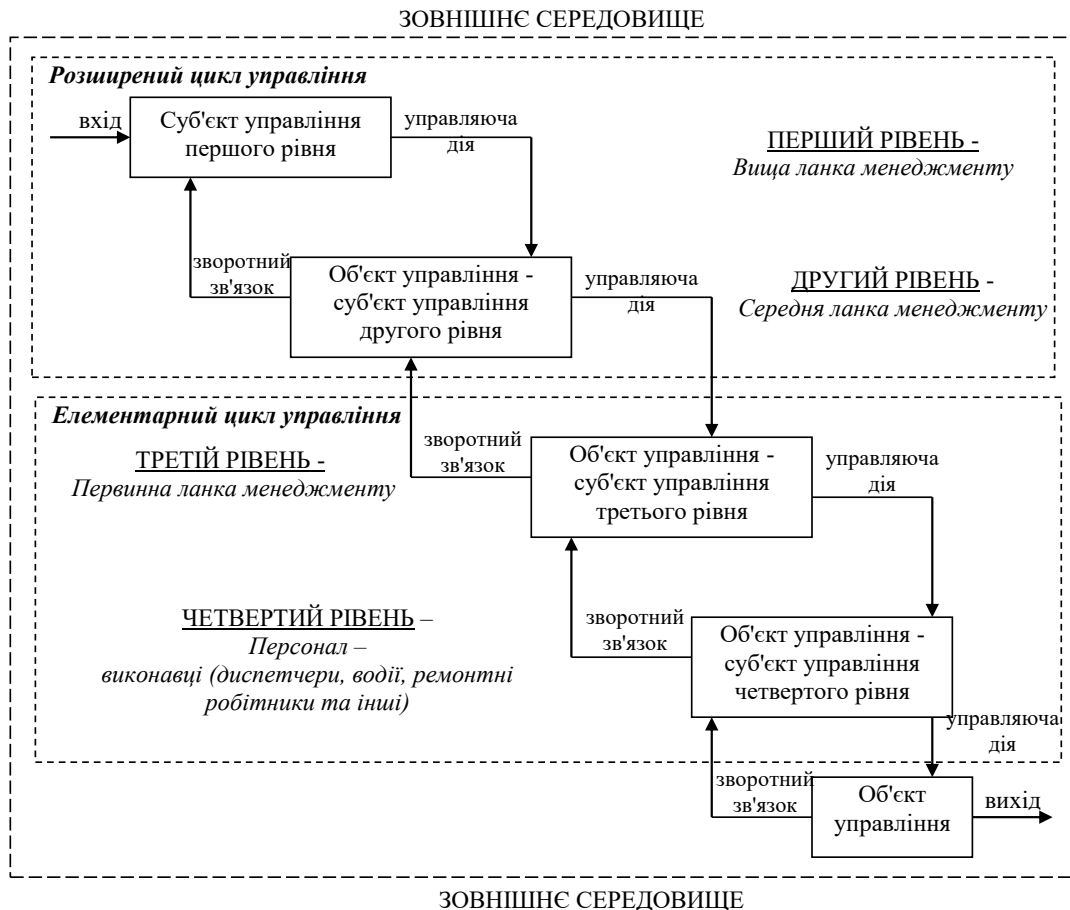 ЗОВНІШНЄ СЕРЕДОВИЩЕ
Розширений цикл управління
вхід
Суб'єкт управління
першого рівня
управляюча
дія
ПЕРШИЙ РІВЕНЬ -
Вища ланка менеджменту
зворотний
зв'язок
Об'єкт управління -
суб'єкт управління
другого рівня
управляюча
дія
ДРУГИЙ РІВЕНЬ -
Середня ланка менеджменту
Елементарний цикл управління
ТРЕТІЙ РІВЕНЬ -
Первинна ланка менеджменту
зворотний
зв'язок
Об'єкт управління -
суб'єкт управління
третього рівня
управляюча
дія
ЧЕТВЕРТИЙ РІВЕНЬ –
Персонал –
виконавці (диспетчери, водії, ремонтні
робітники та інші)
зворотний
зв'язок
Об'єкт управління -
суб'єкт управління
четвертого рівня
управляюча
дія
зворотний
зв'язок
Об'єкт
управління
вихід
ЗОВНІШНЄ СЕРЕДОВИЩЕ